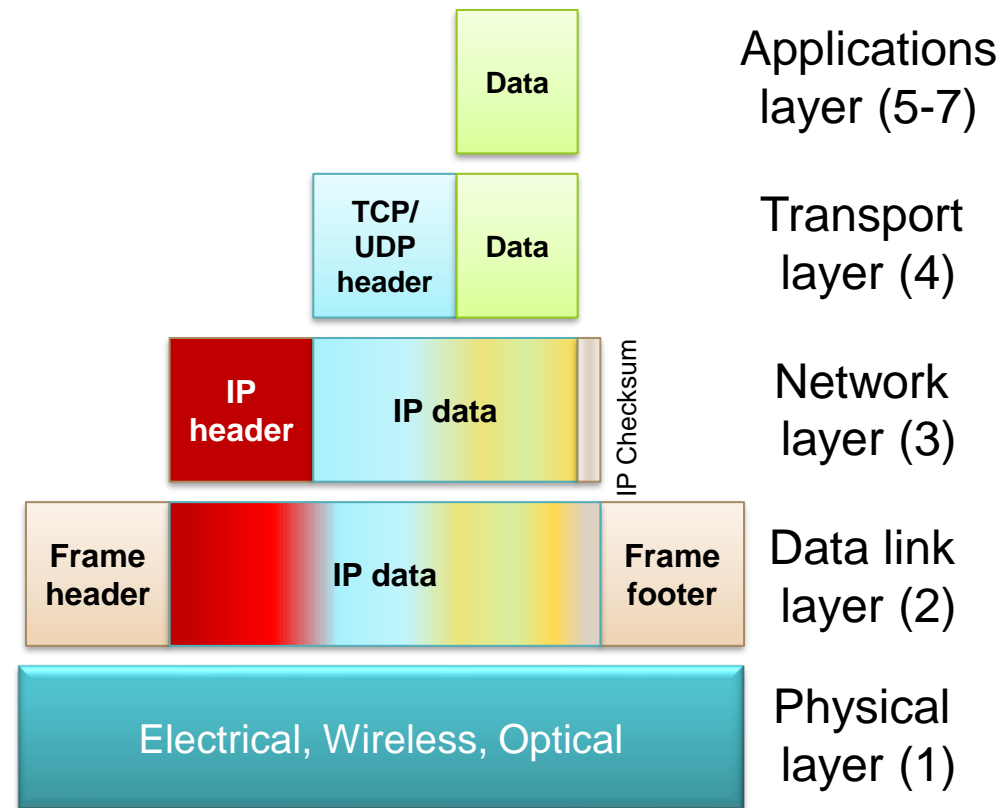 Data
Applications
layer (5-7)
TCP/
UDP
header
Data
Transport
layer (4)
IP
header
IP data
IP Checksum
Network
layer (3)
Frame
header
IP data
Frame
footer
Data link
layer (2)
Electrical, Wireless, Optical
Physical
layer (1)